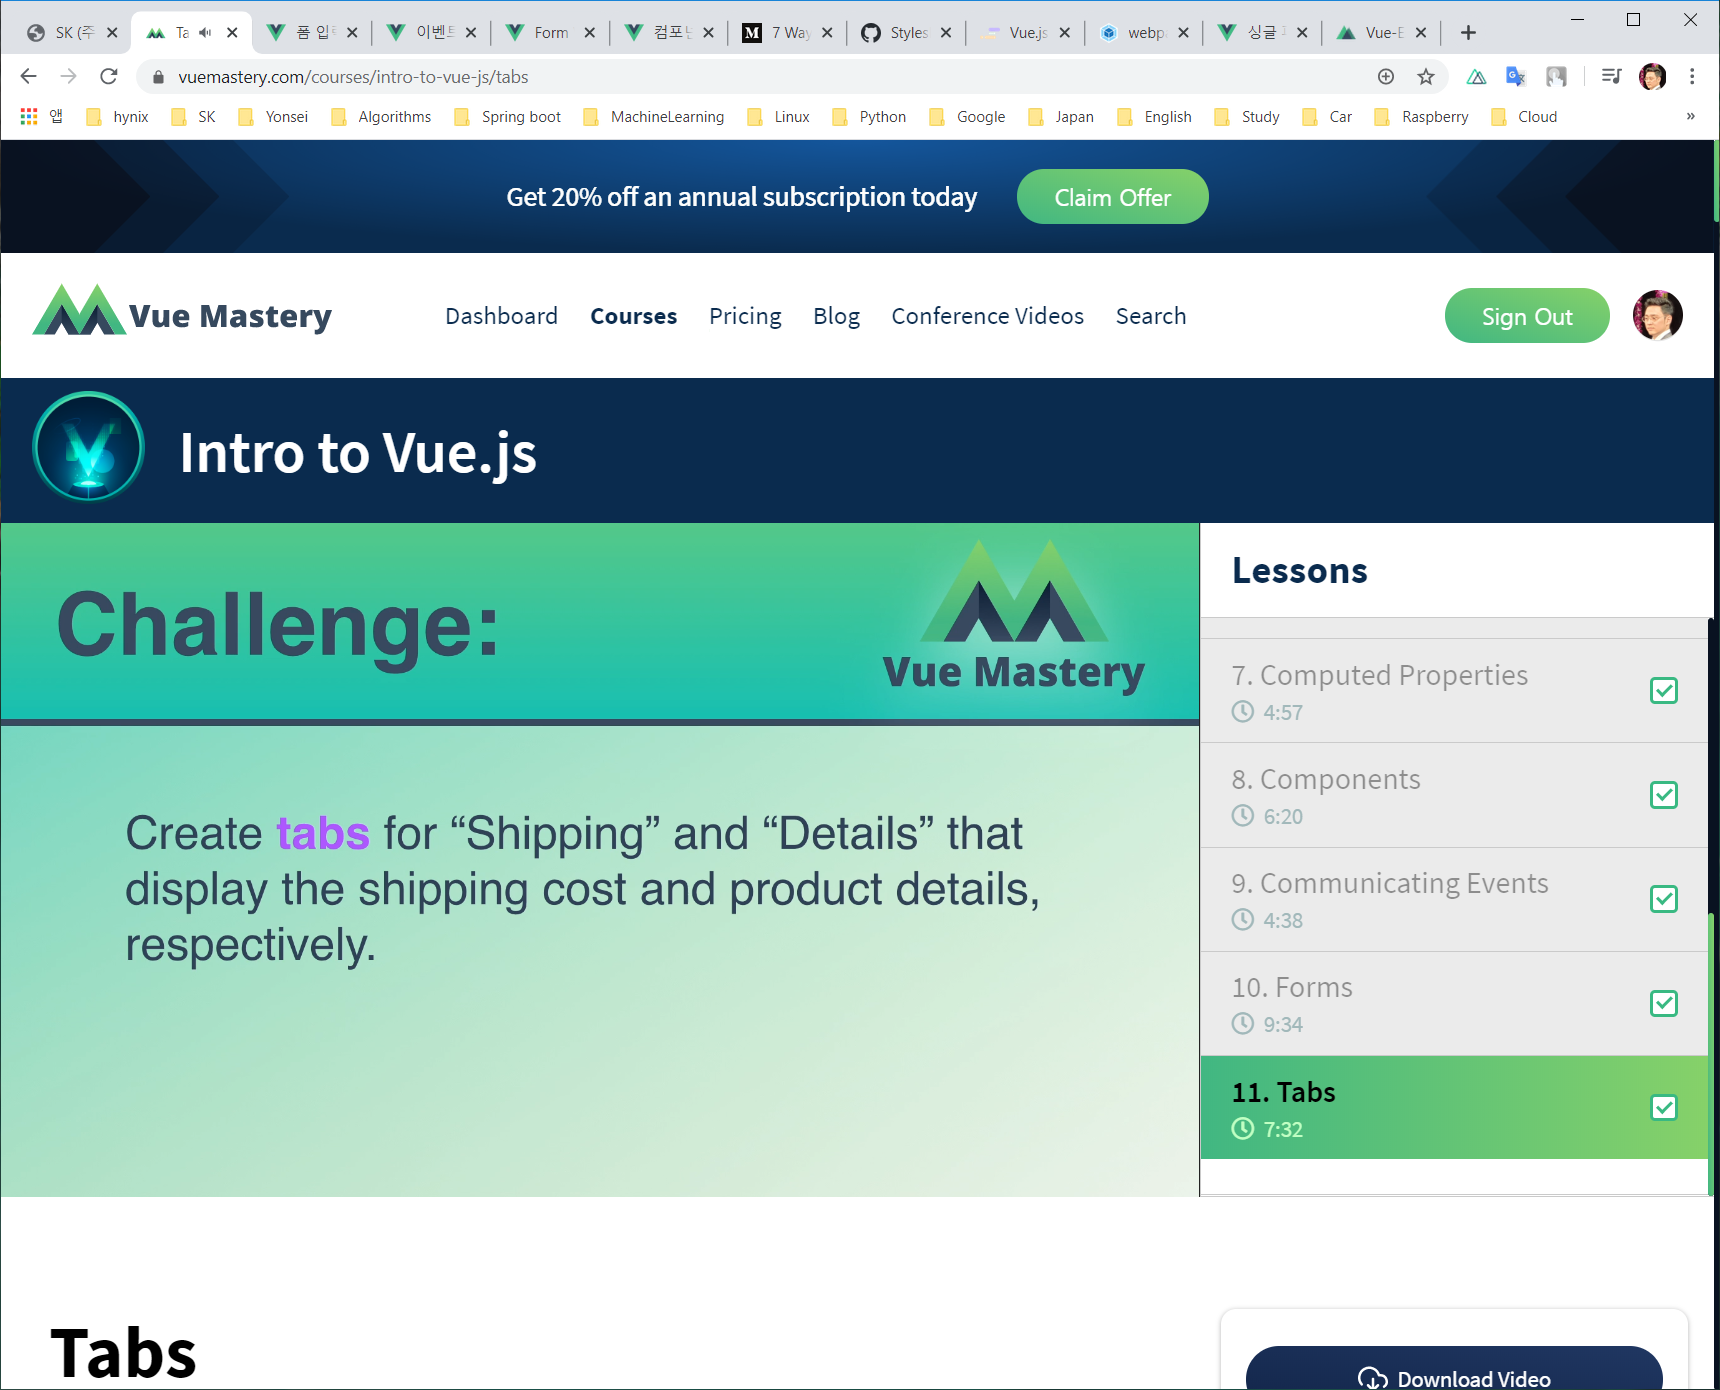 SK (주
Ta
폼 입
이벤
Form
컴포
7 Way
Styles
Vue.js
webp
싱글
Vue-E
vuemastery.com/courses/intro-to-vue-js/tabs
앱 hynix SK Yonsei Algorithms Spring boot MachineLearning Linux Python Google Japan English Study Car Raspberry Cloud »
Get 20% off an annual subscription today Claim Offer
Vue Mastery Dashboard Courses Pricing Blog Conference Videos Search Sign Out
Intro to Vue.js
Challenge:
Vue Mastery
Create tabs for “Shipping” and “Details” that
display the shipping cost and product details,
respectively.
Lessons
7. Computed Properties
4:57
8. Components
6:20
9. Communicating Events
4:38
10. Forms
9:34
11. Tabs
7:32
Tabs
Download Video